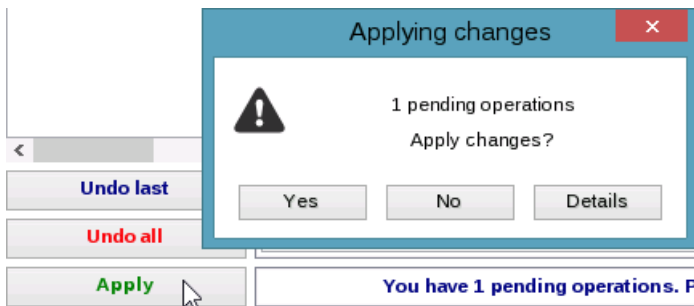 Applying changes
1 pending operations
Apply changes?
Yes
No
Details
Undo last
Undo all
Apply
You have 1 pending operations.